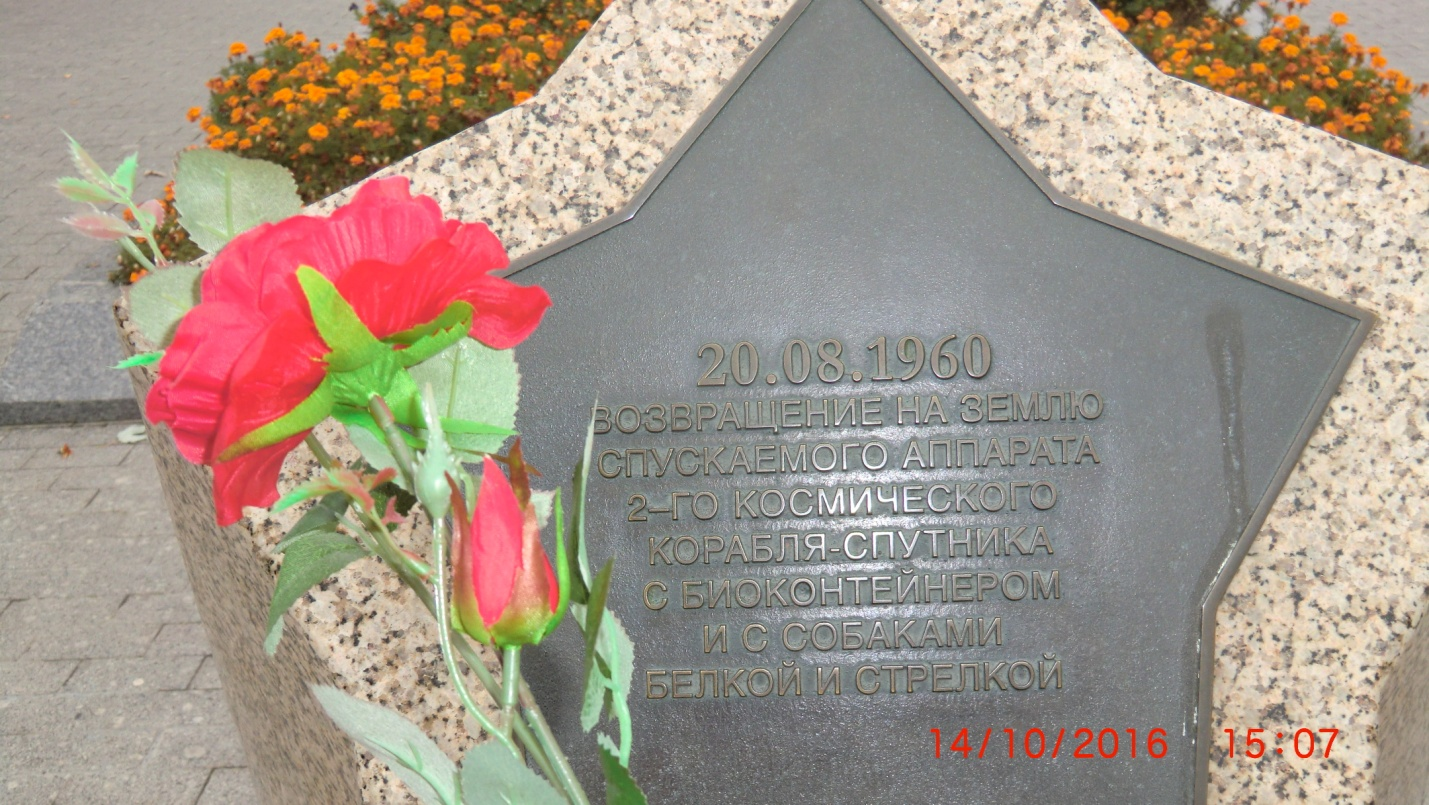 20.08.1960
ВОЗВРАЩЕНИЕ НА ЗЕМЛЮ
СПУСКАЕМОГО АППАРАТА
2–ГО КОСМИЧЕСКОГО
КОРАБЛЯ-СПУТНИКА
С БИОКОНТЕЙНЕРОМ
И С СОБАКАМИ
БЕЛКОЙ И СТРЕЛКОЙ
14/10/2016 15:07